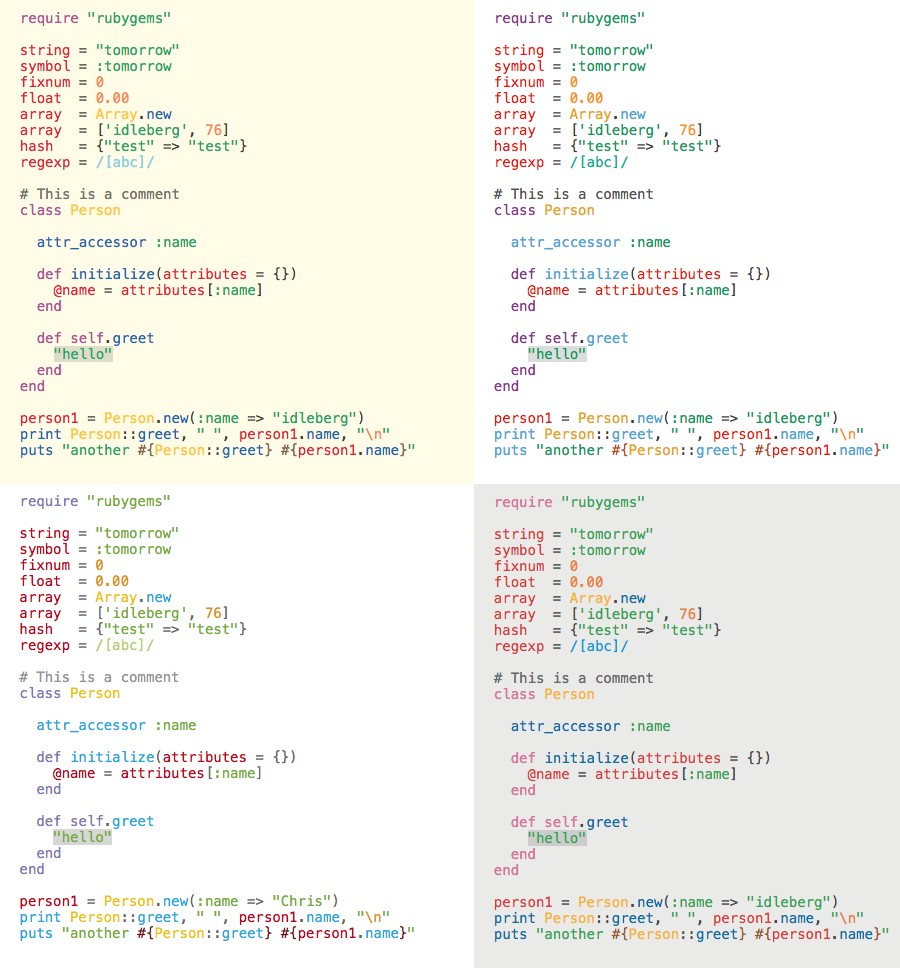 require "rubygems"

string = "tomorrow"
symbol = :tomorrow
fixnum = 0
float  = 0.00
array  = Array.new
array  = ['idleberg', 76]
hash   = {"test" => "test"}
regexp = /[abc]/

# This is a comment
class Person

  attr_accessor :name

  def initialize(attributes = {})
    @name = attributes[:name]
  end

  def self.greet
    "hello"
  end
end

person1 = Person.new(:name => "idleberg")
print Person::greet, " ", person1.name, "\n"
puts "another #{Person::greet} #{person1.name}"

require "rubygems"

string = "tomorrow"
symbol = :tomorrow
fixnum = 0
float  = 0.00
array  = Array.new
array  = ['idleberg', 76]
hash   = {"test" => "test"}
regexp = /[abc]/

# This is a comment
class Person

  attr_accessor :name

  def initialize(attributes = {})
    @name = attributes[:name]
  end

  def self.greet
    "hello"
  end
end

person1 = Person.new(:name => "idleberg")
print Person::greet, " ", person1.name, "\n"
puts "another #{Person::greet} #{person1.name}"

require "rubygems"

string = "tomorrow"
symbol = :tomorrow
fixnum = 0
float  = 0.00
array  = Array.new
array  = ['idleberg', 76]
hash   = {"test" => "test"}
regexp = /[abc]/

# This is a comment
class Person

  attr_accessor :name

  def initialize(attributes = {})
    @name = attributes[:name]
  end

  def self.greet
    "hello"
  end
end

person1 = Person.new(:name => "Chris")
print Person::greet, " ", person1.name, "\n"
puts "another #{Person::greet} #{person1.name}"

require "rubygems"

string = "tomorrow"
symbol = :tomorrow
fixnum = 0
float  = 0.00
array  = Array.new
array  = ['idleberg', 76]
hash   = {"test" => "test"}
regexp = /[abc]/

# This is a comment
class Person

  attr_accessor :name

  def initialize(attributes = {})
    @name = attributes[:name]
  end

  def self.greet
    "hello"
  end
end

person1 = Person.new(:name => "idleberg")
print Person::greet, " ", person1.name, "\n"
puts "another #{Person::greet} #{person1.name}"